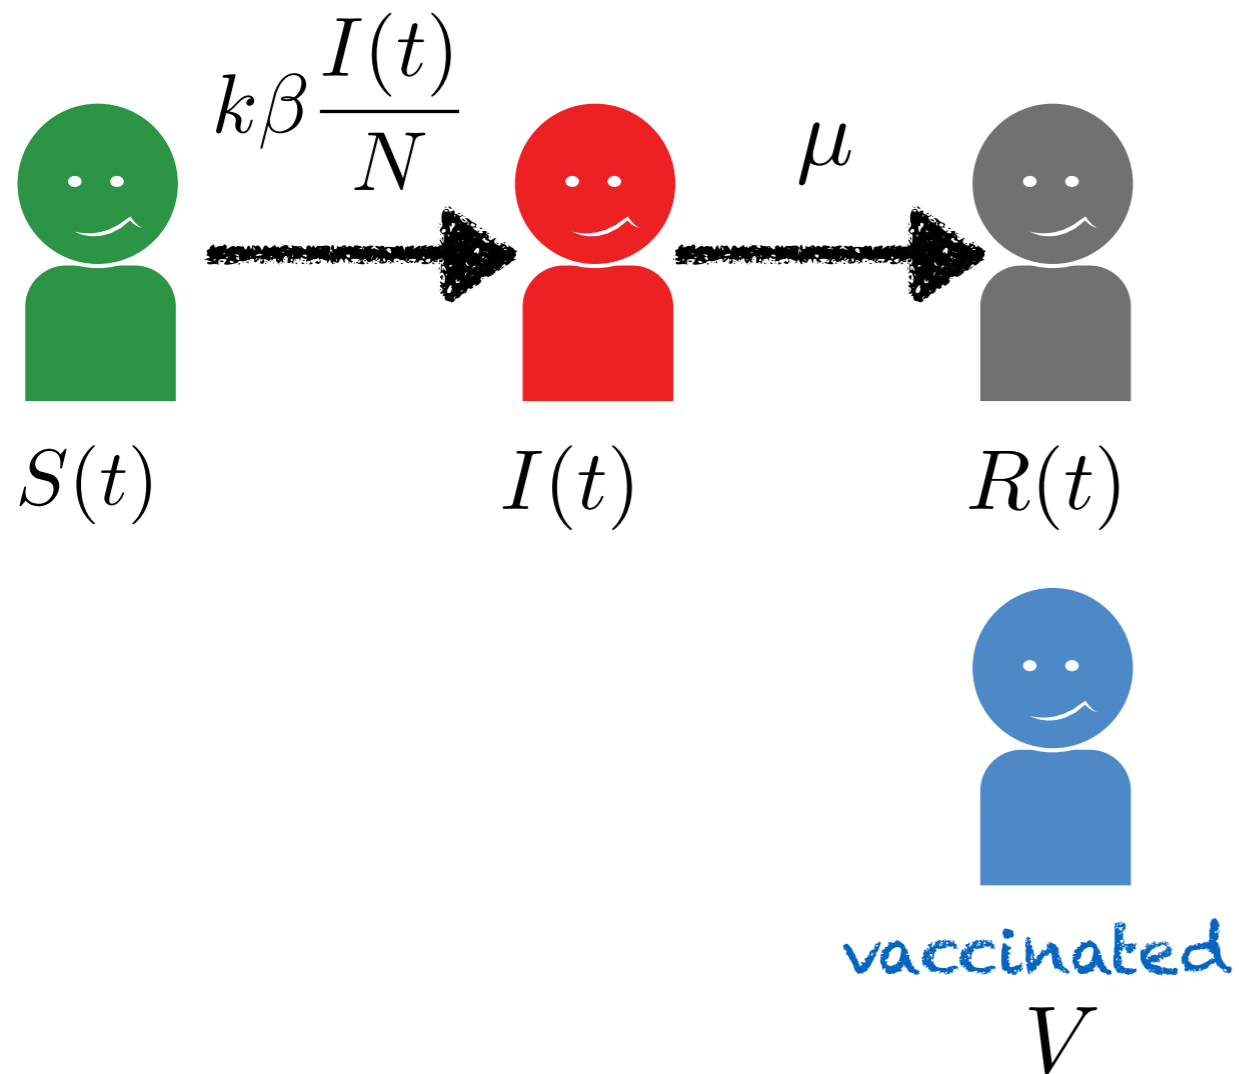 kβ I(t)/N
μ
S(t)
I(t)
R(t)
vaccinated
V